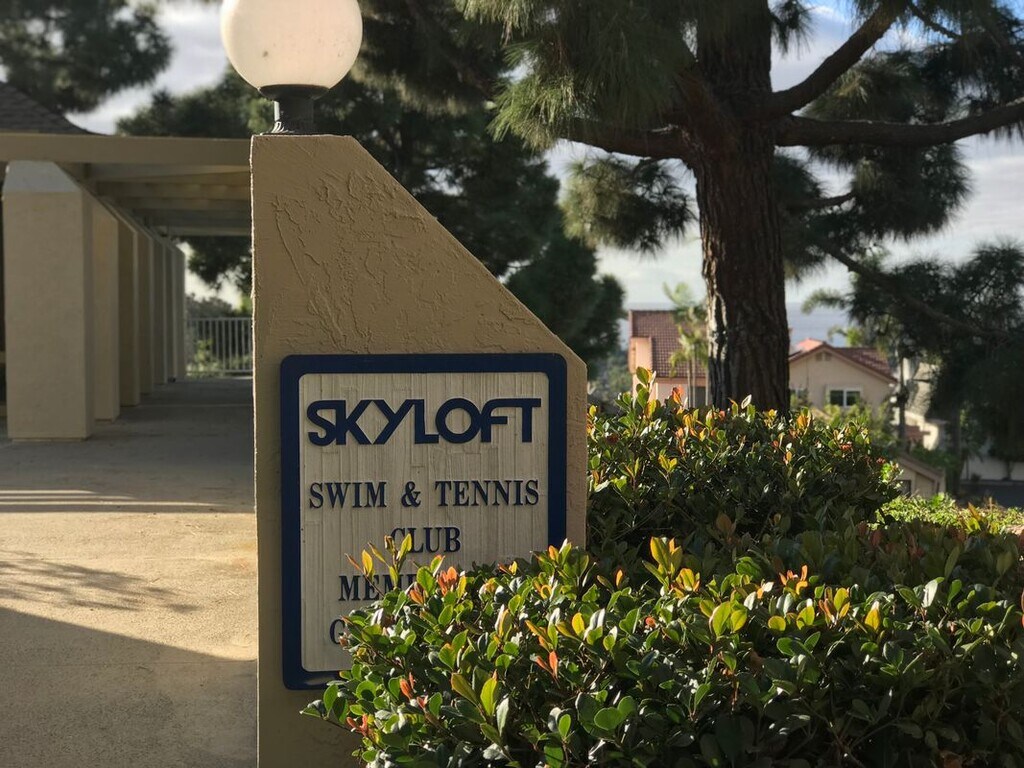 SKYLOFT
SWIM & TENNIS
CLUB